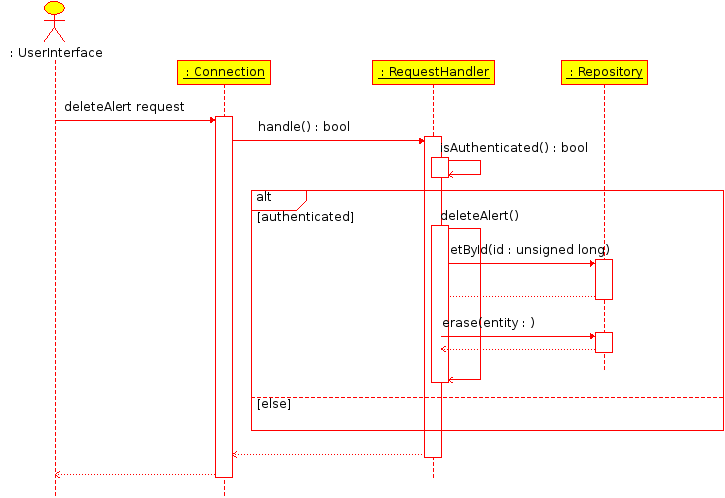 : UserInterface
: Connection
: RequestHandler
: Repository
deleteAlert request
handle() : bool
sAuthenticated() : bool
alt
[authenticated]
deleteAlert()
etById(id : unsigned long)
erase(entity : )
[else]